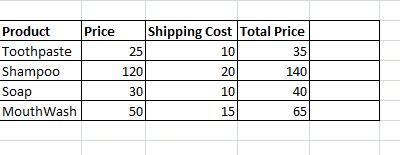 Product Price Shipping Cost Total Price
Toothpaste 25 10 35
Shampoo 120 20 140
Soap 30 10 40
MouthWash 50 15 65